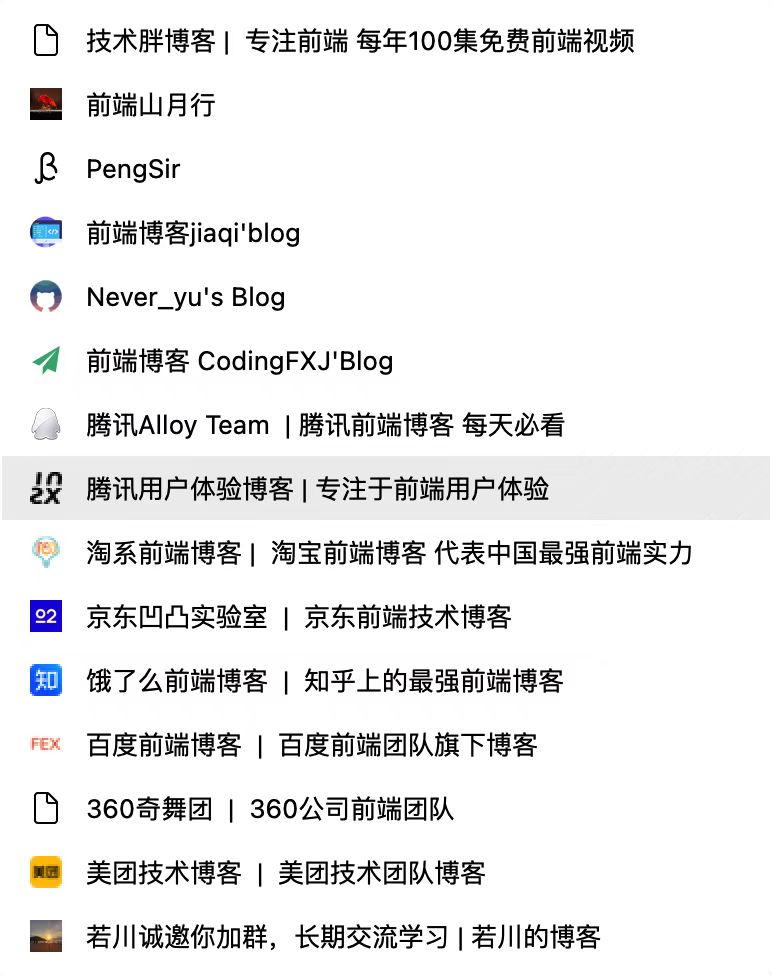 技术胖博客 | 专注前端 每年100集免费前端视频
前端山月行
PengSir
前端博客jiaqi'blog
Never_yu's Blog
前端博客 CodingFXJ'Blog
腾讯Alloy Team | 腾讯前端博客 每天必看
腾讯用户体验博客 | 专注于前端用户体验
淘系前端博客 | 淘宝前端博客 代表中国最强前端实力
O2 京东凹凸实验室 | 京东前端技术博客
知 饿了么前端博客 | 知乎上的最强前端博客
FEX 百度前端博客 | 百度前端团队旗下博客
360奇舞团 | 360公司前端团队
美团 美团技术博客 | 美团技术团队博客
若川诚邀你加群，长期交流学习 | 若川的博客